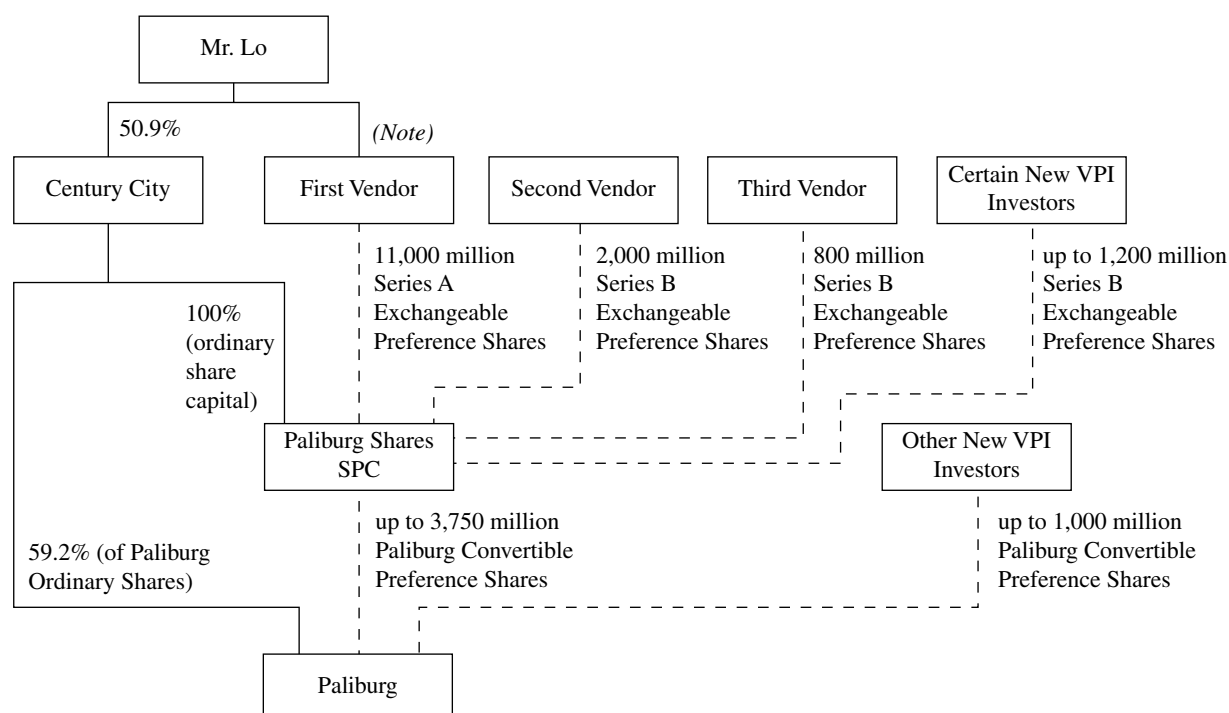 Mr. Lo
50.9%
(Note)
Century City
First Vendor
Second Vendor
Third Vendor
Certain New VPI
Investors
11,000 million
Series A
Exchangeable
Preference Shares
2,000 million
Series B
Exchangeable
Preference Shares
800 million
Series B
Exchangeable
Preference Shares
up to 1,200 million
Series B
Exchangeable
Preference Shares
100%
(ordinary
share
capital)
Paliburg Shares
SPC
Other New VPI
Investors
59.2% (of Paliburg
Ordinary Shares)
up to 3,750 million
Paliburg Convertible
Preference Shares
up to 1,000 million
Paliburg Convertible
Preference Shares
Paliburg